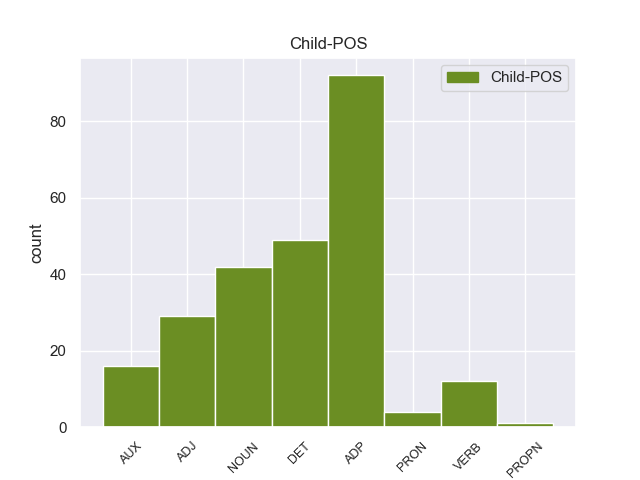 Child-POS
Child-POS
count
80
60
40
20
0
AUX
ADJ
NOUN
DET
ADP
PRON
VERB
PROPN